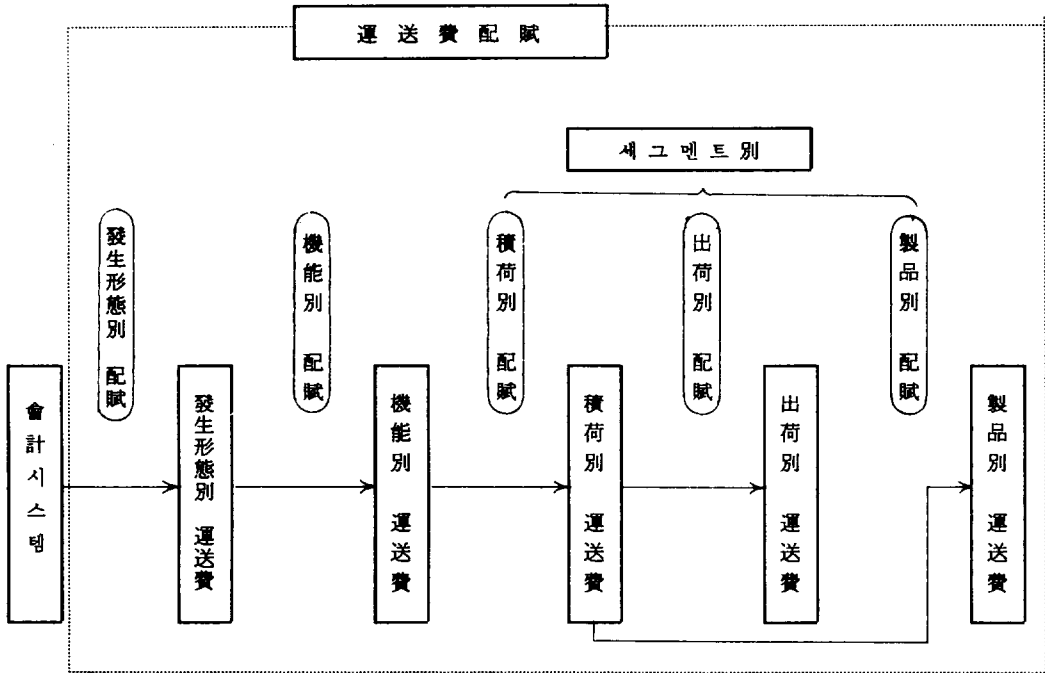 運送費配賦
세그멘트別
發生形態別 配賦
機能別 配賦
積荷別 配賦
出荷別 配賦
製品別 配賦
會計시스템
發生形態別 運送費
機能別 運送費
積荷別 運送費
出荷別 運送費
製品別 運送費